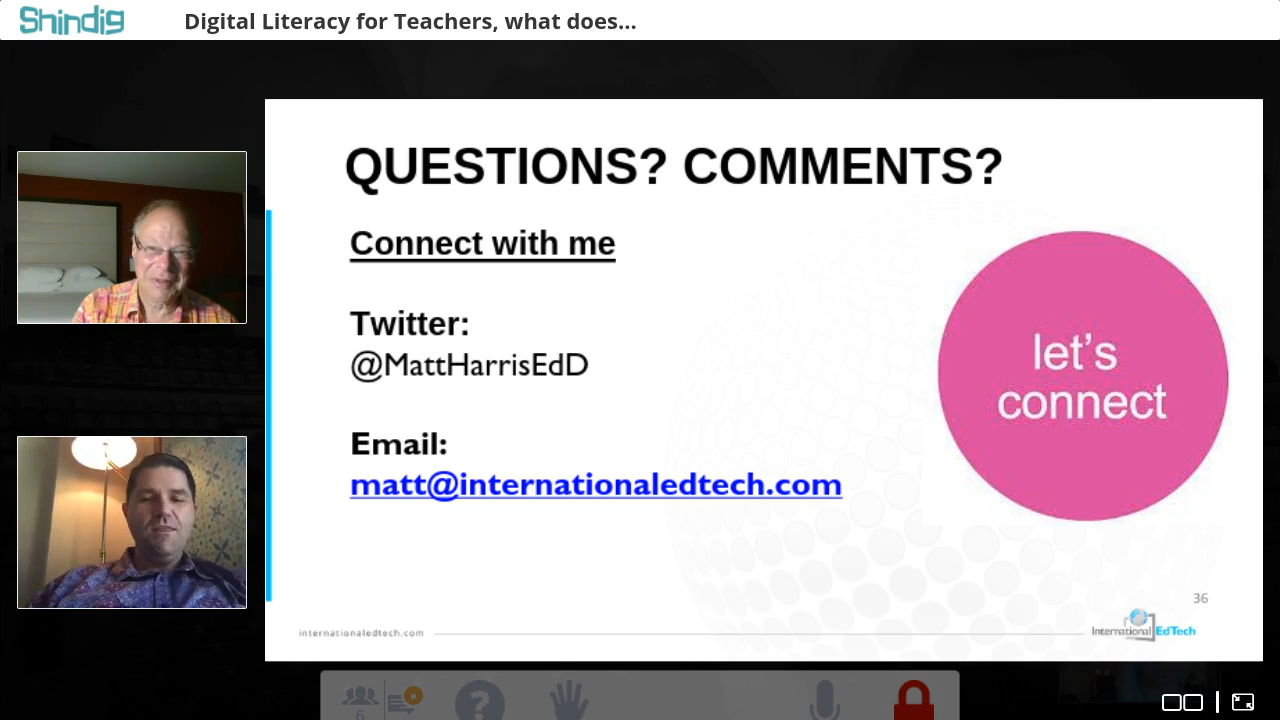 Shindig
Digital Literacy for Teachers, what does...
QUESTIONS? COMMENTS?
Connect with me
Twitter:
@MattHarrisEdD
Email:
matt@internationaledtech.com
let's
connect
36
internationaledtech.com
International EdTech
6
?